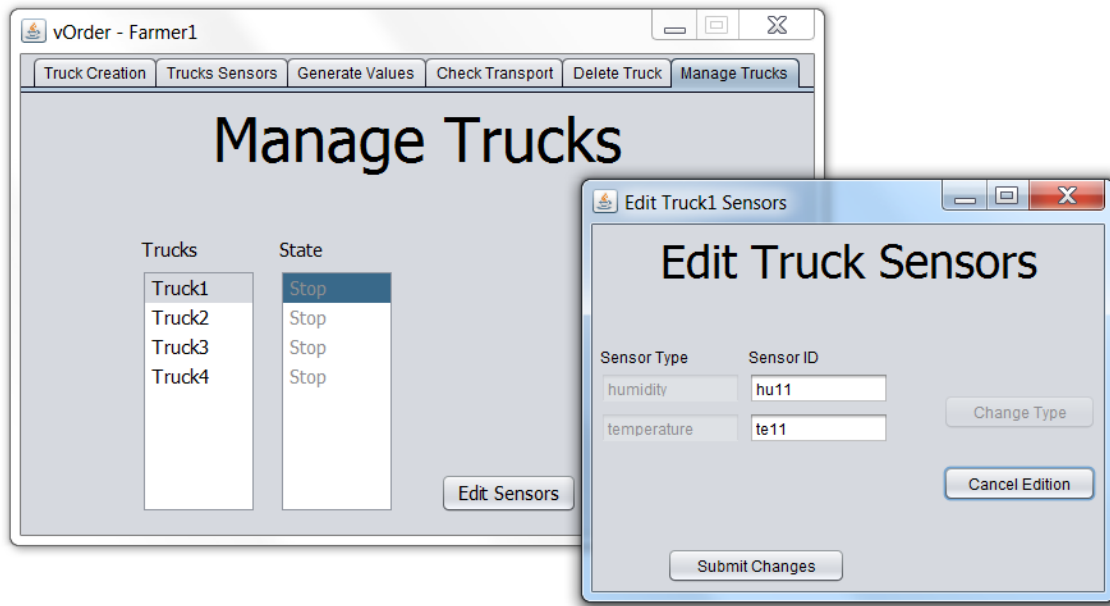 vOrder - Farmer1
Truck Creation Trucks Sensors Generate Values Check Transport Delete Truck Manage Trucks
Manage Trucks
Trucks State
Truck1 Stop
Truck2 Stop
Truck3 Stop
Truck4 Stop
Edit Sensors
Edit Truck1 Sensors
Edit Truck Sensors
Sensor Type Sensor ID
humidity hu11
temperature te11
Change Type
Cancel Edition
Submit Changes